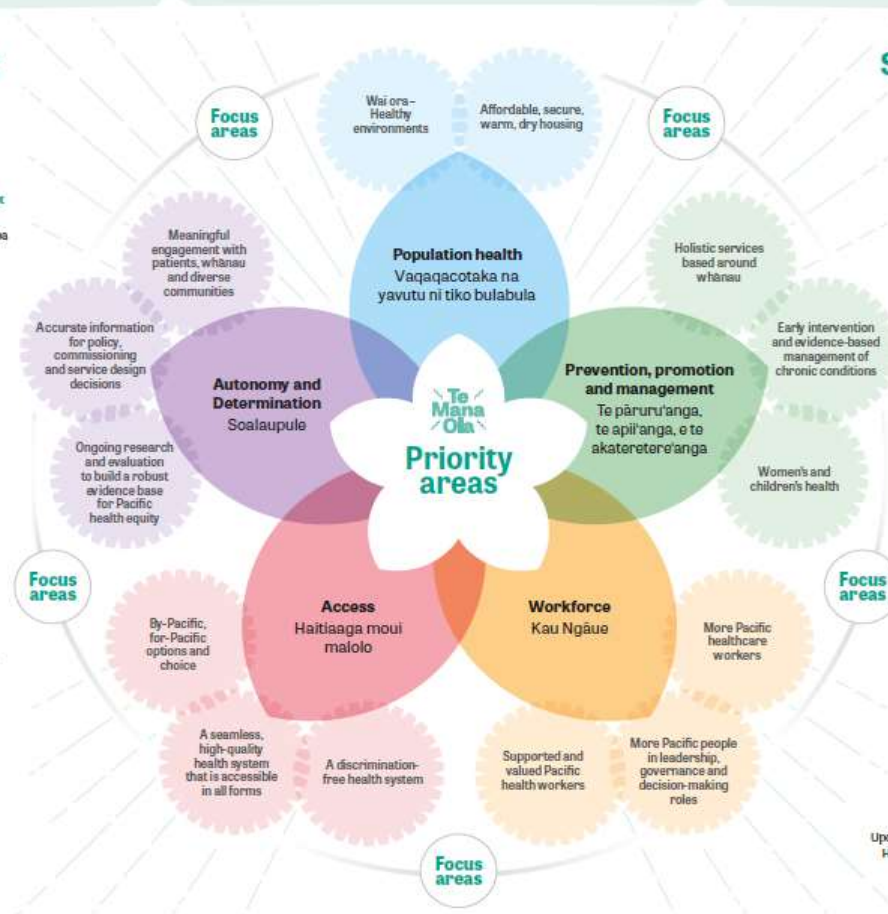 Focus
areas
Wai ora–
Healthy
environments
Affordable, secure,
warm, dry housing
Focus
areas
Population health
Vaqaqacotaka na
yavutu ni tiko bulabula
Meaningful
engagement with
patients, whānau
and diverse
communities
Accurate information
for policy,
commissioning
and service design
decisions
Ongoing research
and evaluation
to build a robust
evidence base
for Pacific
health equity
Autonomy and
Determination
Soalaupule
Te
Mana
Ola
Priority
areas
Prevention, promotion
and management
Te pāruru'anga,
te apii'anga, e te
akateretere'anga
Holistic services
based around
whānau
Early intervention
and evidence-based
management of
chronic conditions
Women's and
children's health
Focus
areas
Focus
areas
Access
Haitiaaga moui
malolo
Workforce
Kau Ngāue
By-Pacific,
for-Pacific
options and
choice
A seamless,
high-quality
health system
that is accessible
in all forms
A discrimination-
free health system
Supported and
valued Pacific
health workers
More Pacific people
in leadership,
governance and
decision-making
roles
More Pacific
healthcare
workers
Focus
areas